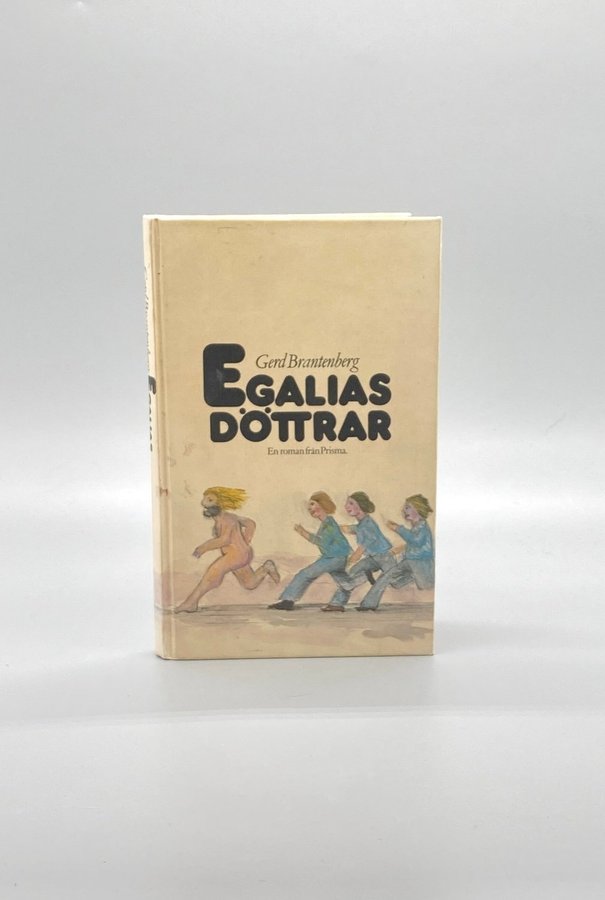 Gerd Brantenberg
EGALIAS
DÖTTRAR
En roman från Prisma.